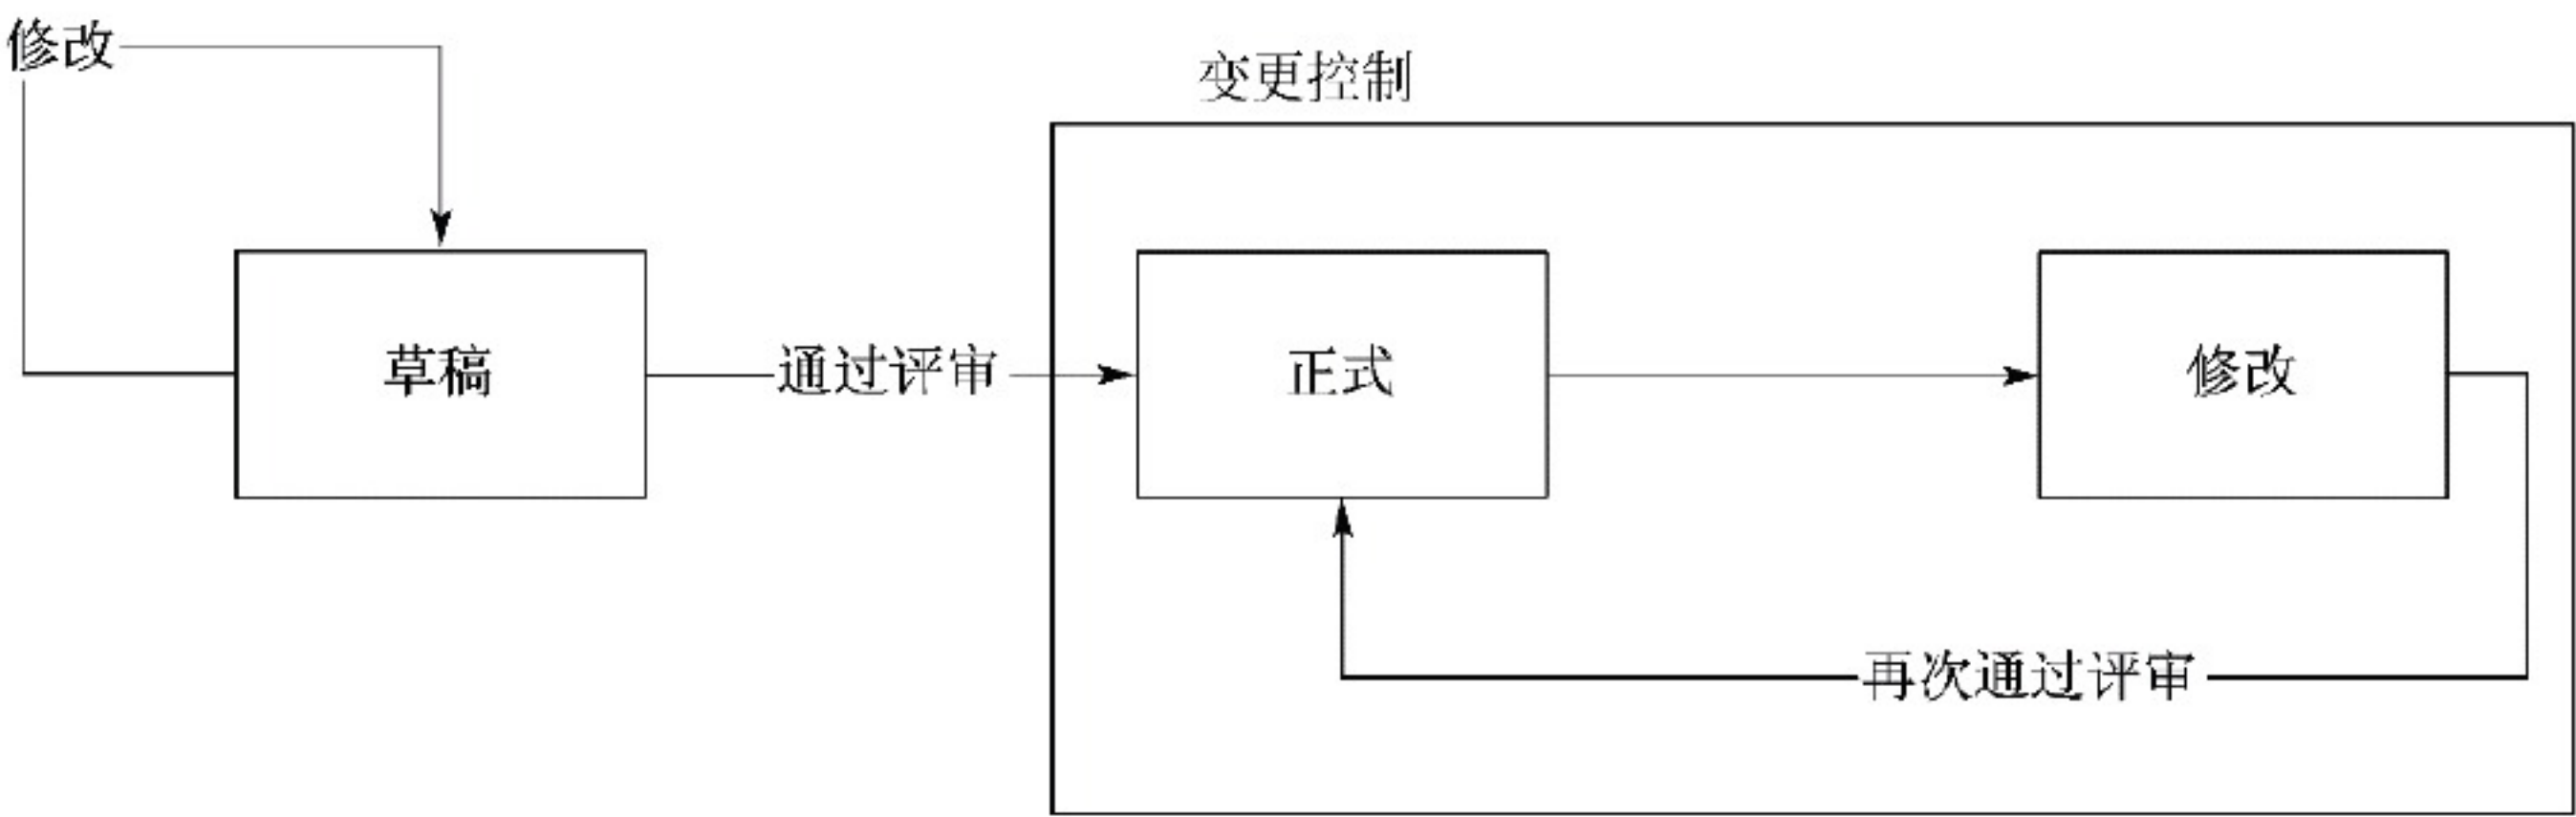 修改
变更控制
草稿
通过评审
正式
修改
再次通过评审